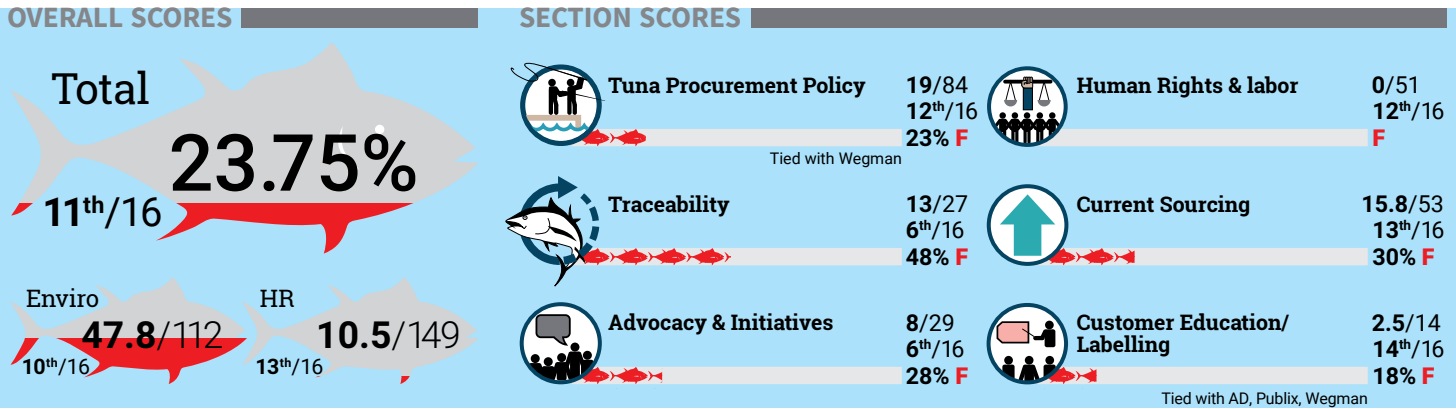 OVERALL SCORES
Total
23.75%
11th/16
Enviro
47.8/112
10th/16
HR
10.5/149
13th/16
SECTION SCORES
Tuna Procurement Policy
19/84
12th/16
23% F
Tied with Wegman
Human Rights & labor
0/51
12th/16
F
Traceability
13/27
6th/16
48% F
Current Sourcing
15.8/53
13th/16
30% F
Advocacy & Initiatives
8/29
6th/16
28% F
Customer Education/
Labelling
2.5/14
14th/16
18% F
Tied with AD, Publix, Wegman